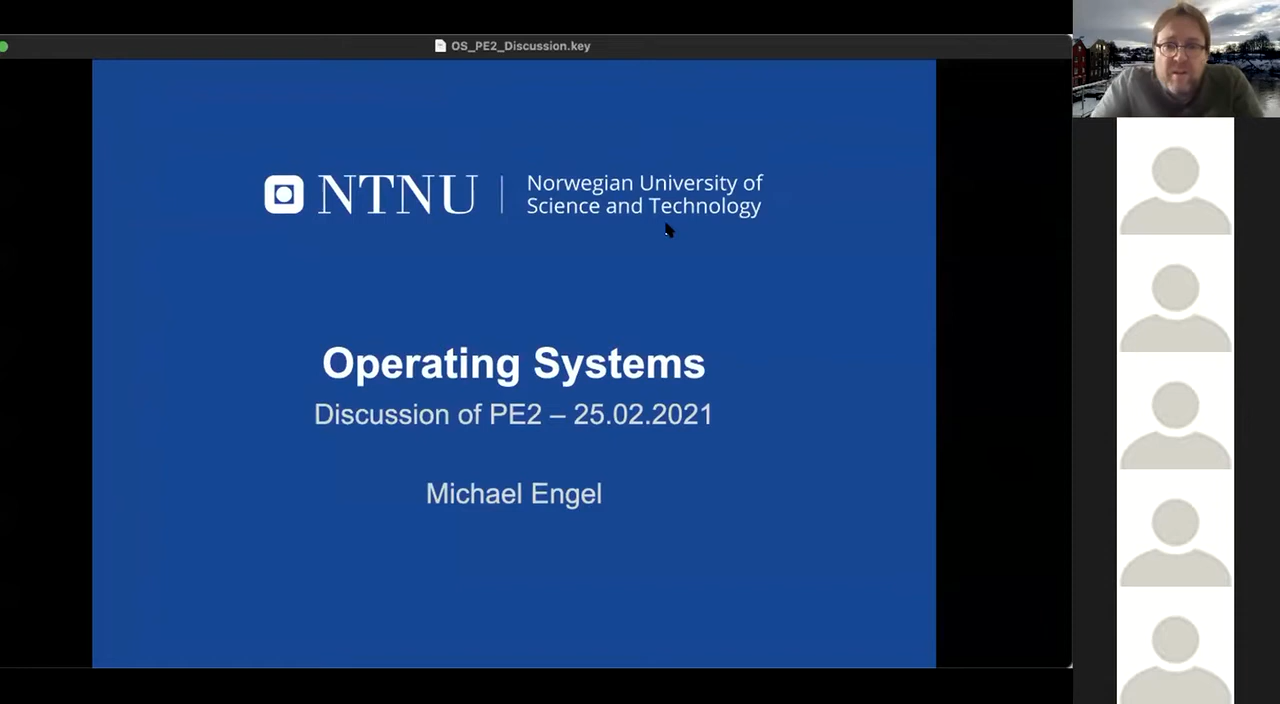 OS_PE2_Discussion.key
NTNU
Norwegian University of
Science and Technology
Operating Systems
Discussion of PE2 – 25.02.2021
Michael Engel